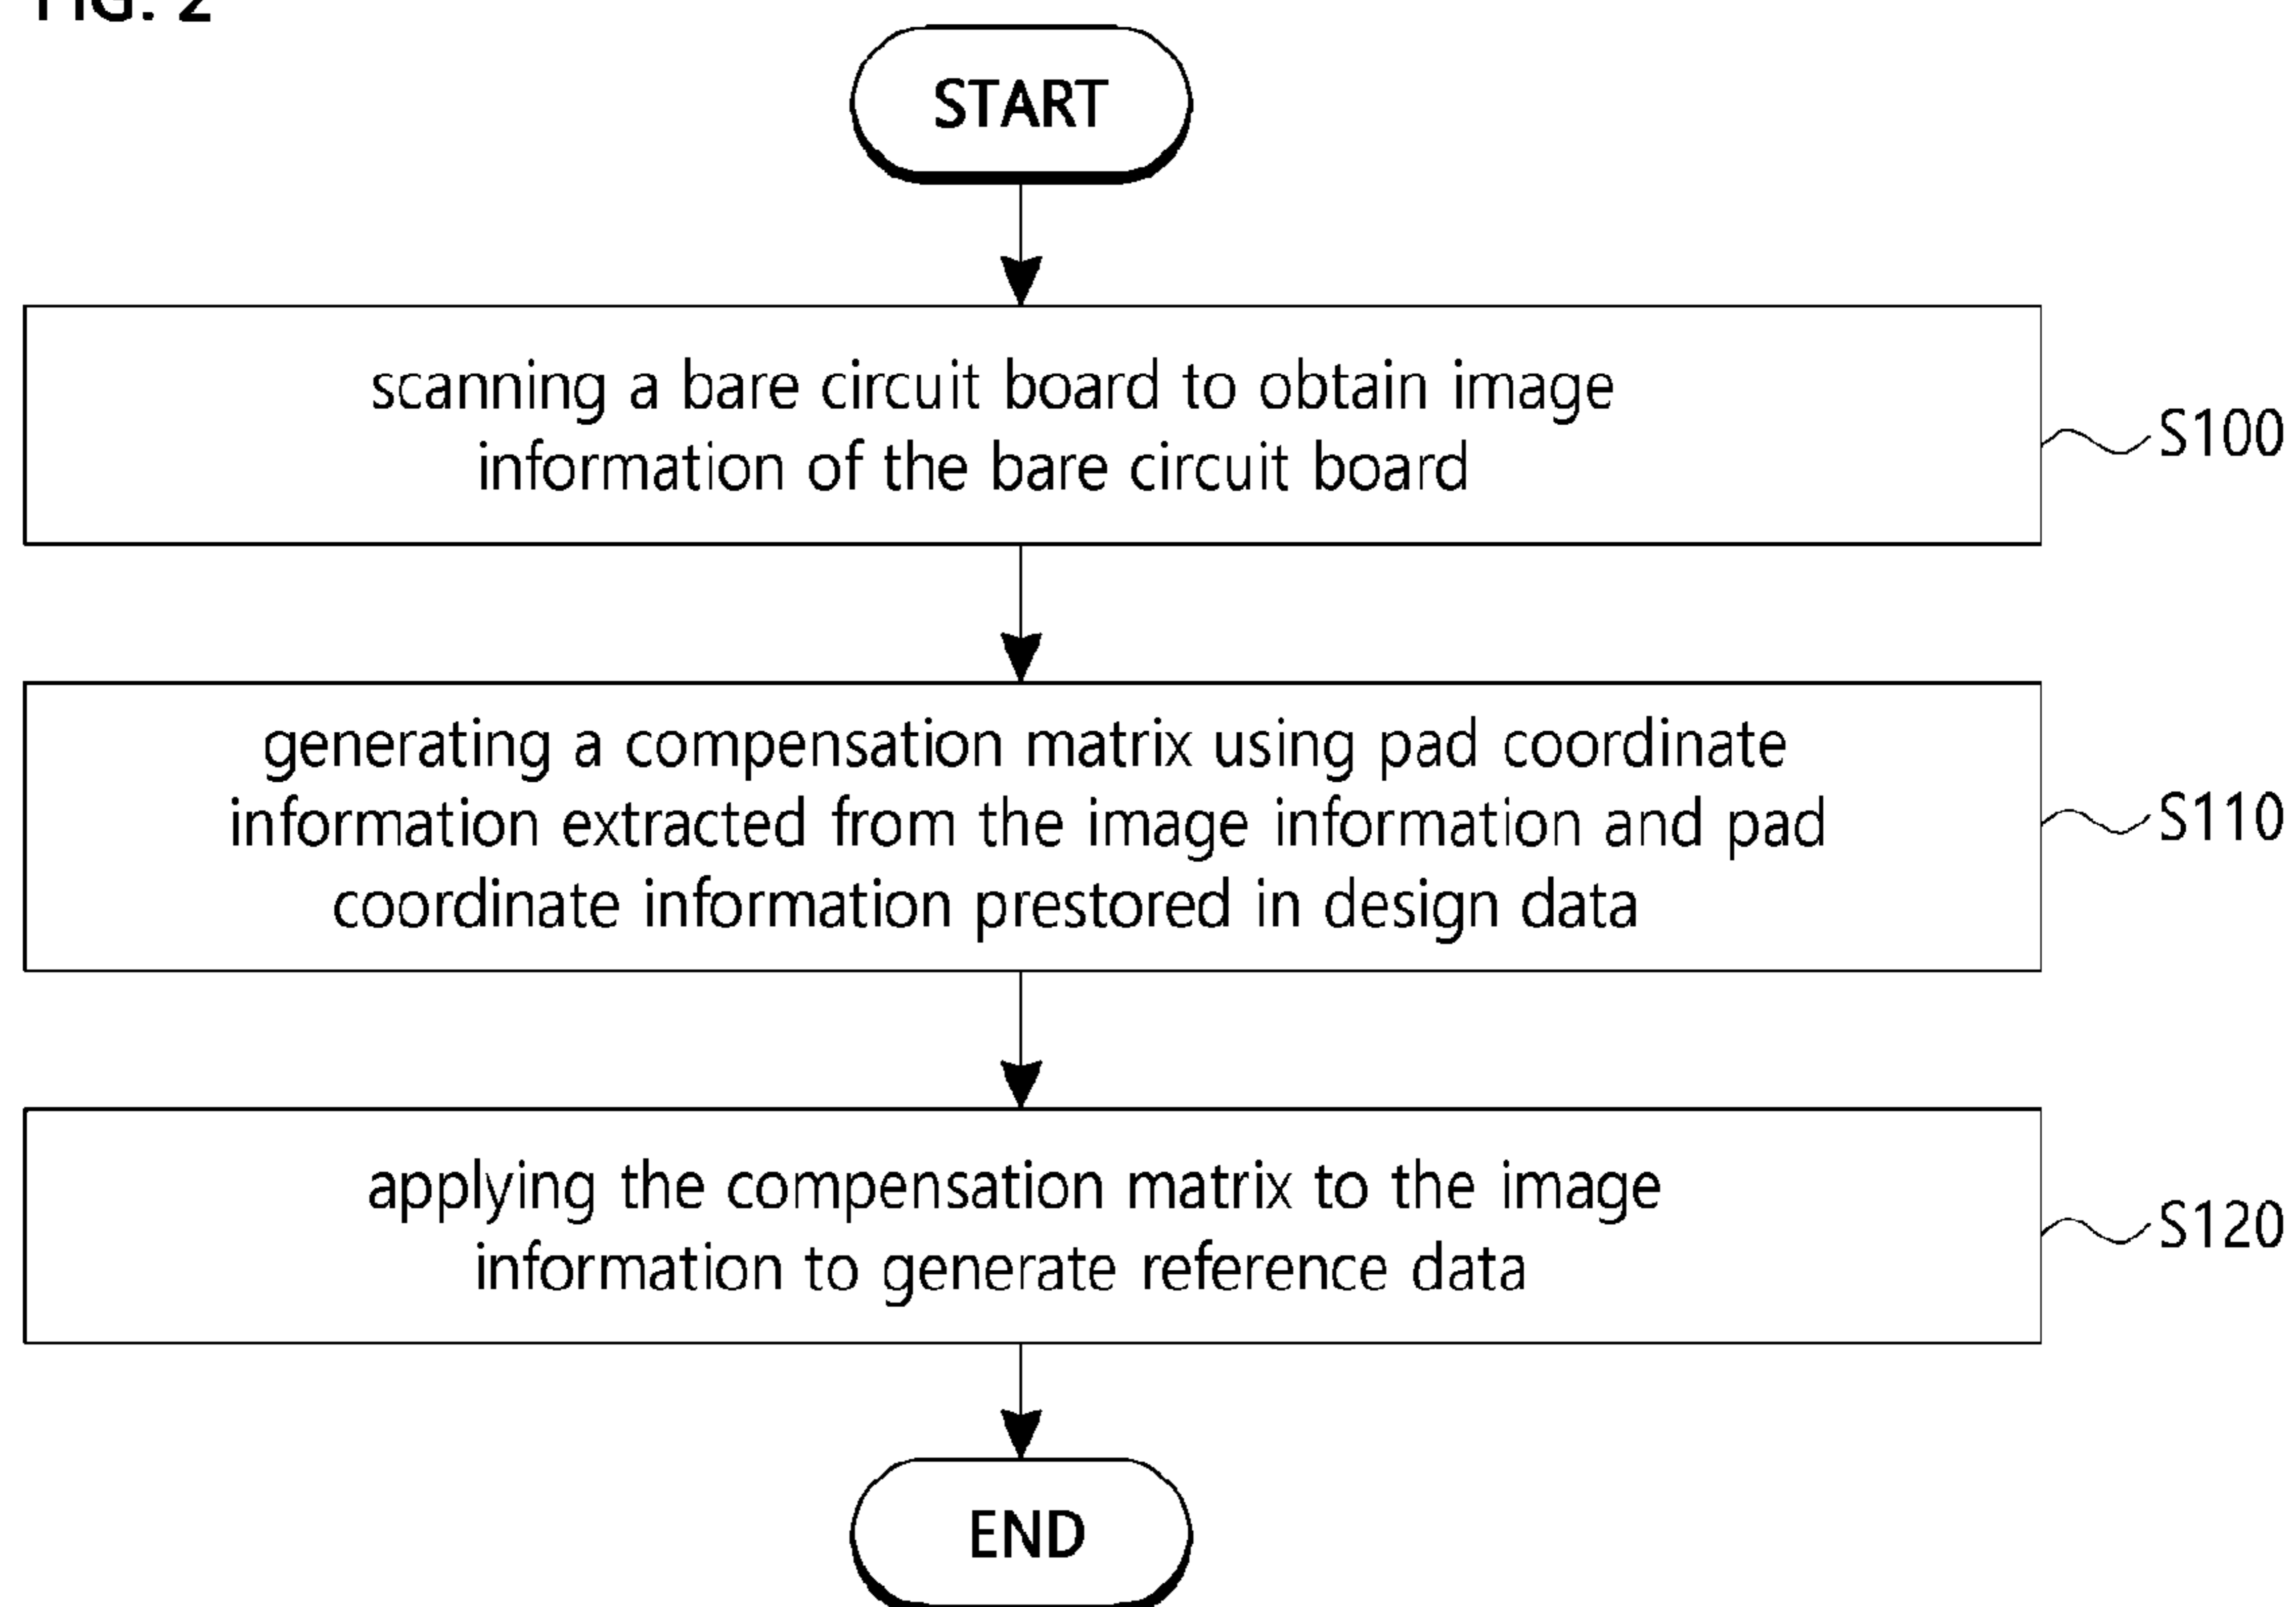 FIG. 2
START
scanning a bare circuit board to obtain image
information of the bare circuit board
S100
generating a compensation matrix using pad coordinate
information extracted from the image information and pad
coordinate information prestored in design data
S110
applying the compensation matrix to the image
information to generate reference data
S120
END